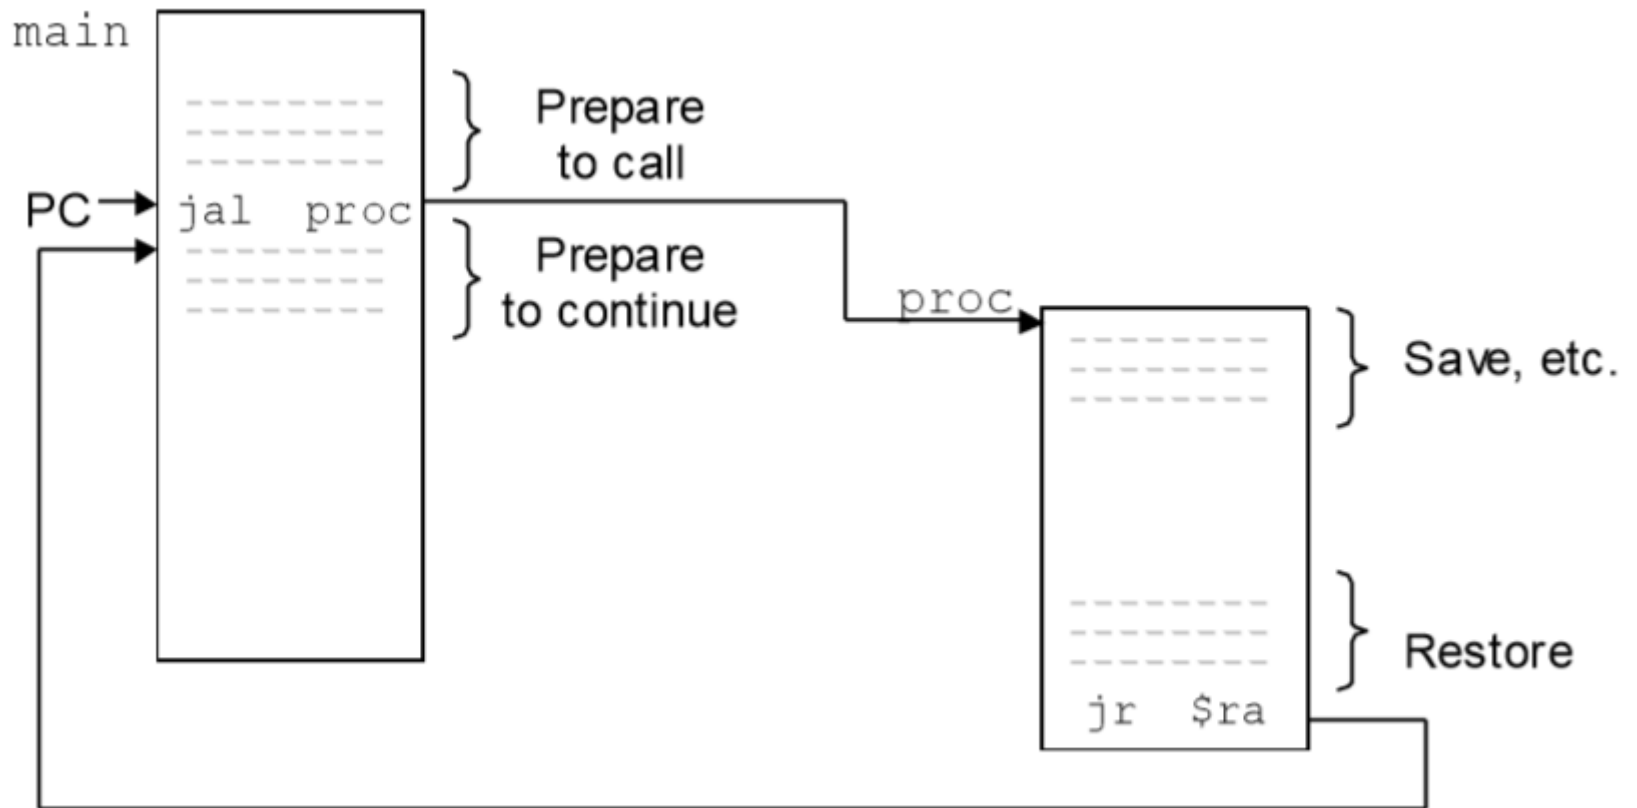 main
Prepare
to call
PC
jal proc
Prepare
to continue
proc
Save, etc.
Restore
jr $ra